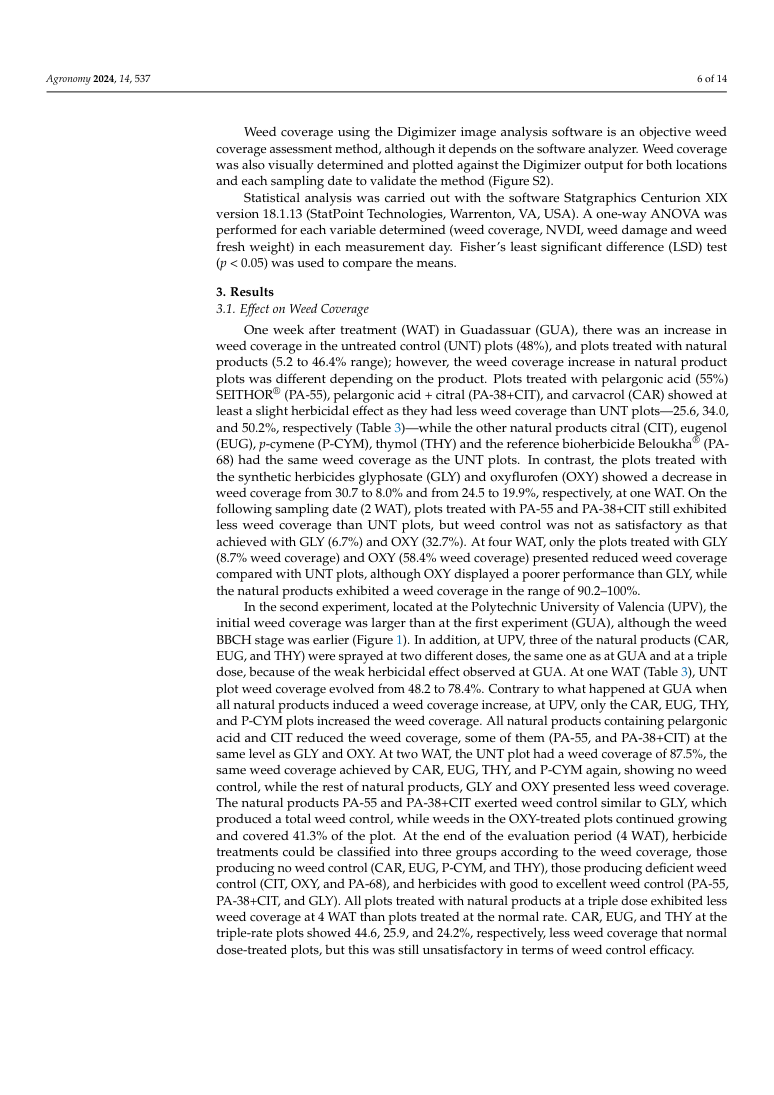 Agronomy 2024, 14, 537
6 of 14
Weed coverage using the Digimizer image analysis software is an objective weed
coverage assessment method, although it depends on the software analyzer. Weed coverage
was also visually determined and plotted against the Digimizer output for both locations
and each sampling date to validate the method (Figure S2).
Statistical analysis was carried out with the software Statgraphics Centurion XIX
version 18.1.13 (StatPoint Technologies, Warrenton, VA, USA). A one-way ANOVA was
performed for each variable determined (weed coverage, NVDI, weed damage and weed
fresh weight) in each measurement day. Fisher's least significant difference (LSD) test
(p < 0.05) was used to compare the means.
3. Results
3.1. Effect on Weed Coverage
One week after treatment (WAT) in Guadassuar (GUA), there was an increase in
weed coverage in the untreated control (UNT) plots (48%), and plots treated with natural
products (5.2 to 46.4% range); however, the weed coverage increase in natural product
plots was different depending on the product. Plots treated with pelargonic acid (55%)
SEITHOR® (PA-55), pelargonic acid + citral (PA-38+CIT), and carvacrol (CAR) showed at
least a slight herbicidal effect as they had less weed coverage than UNT plots—25.6, 34.0,
and 50.2%, respectively (Table 3)—while the other natural products citral (CIT), eugenol
(EUG), p-cymene (P-CYM), thymol (THY) and the reference bioherbicide Beloukha® (PA-
68) had the same weed coverage as the UNT plots. In contrast, the plots treated with
the synthetic herbicides glyphosate (GLY) and oxyflurofen (OXY) showed a decrease in
weed coverage from 30.7 to 8.0% and from 24.5 to 19.9%, respectively, at one WAT. On the
following sampling date (2 WAT), plots treated with PA-55 and PA-38+CIT still exhibited
less weed coverage than UNT plots, but weed control was not as satisfactory as that
achieved with GLY (6.7%) and OXY (32.7%). At four WAT, only the plots treated with GLY
(8.7% weed coverage) and OXY (58.4% weed coverage) presented reduced weed coverage
compared with UNT plots, although OXY displayed a poorer performance than GLY, while
the natural products exhibited a weed coverage in the range of 90.2–100%.
In the second experiment, located at the Polytechnic University of Valencia (UPV), the
initial weed coverage was larger than at the first experiment (GUA), although the weed
BBCH stage was earlier (Figure 1). In addition, at UPV, three of the natural products (CAR,
EUG, and THY) were sprayed at two different doses, the same one as at GUA and at a triple
dose, because of the weak herbicidal effect observed at GUA. At one WAT (Table 3), UNT
plot weed coverage evolved from 48.2 to 78.4%. Contrary to what happened at GUA when
all natural products induced a weed coverage increase, at UPV, only the CAR, EUG, THY,
and P-CYM plots increased the weed coverage. All natural products containing pelargonic
acid and CIT reduced the weed coverage, some of them (PA-55, and PA-38+CIT) at the
same level as GLY and OXY. At two WAT, the UNT plot had a weed coverage of 87.5%, the
same weed coverage achieved by CAR, EUG, THY, and P-CYM again, showing no weed
control, while the rest of natural products, GLY and OXY presented less weed coverage.
The natural products PA-55 and PA-38+CIT exerted weed control similar to GLY, which
produced a total weed control, while weeds in the OXY-treated plots continued growing
and covered 41.3% of the plot. At the end of the evaluation period (4 WAT), herbicide
treatments could be classified into three groups according to the weed coverage, those
producing no weed control (CAR, EUG, P-CYM, and THY), those producing deficient weed
control (CIT, OXY, and PA-68), and herbicides with good to excellent weed control (PA-55,
PA-38+CIT, and GLY). All plots treated with natural products at a triple dose exhibited less
weed coverage at 4 WAT than plots treated at the normal rate. CAR, EUG, and THY at the
triple-rate plots showed 44.6, 25.9, and 24.2%, respectively, less weed coverage that normal
dose-treated plots, but this was still unsatisfactory in terms of weed control efficacy.